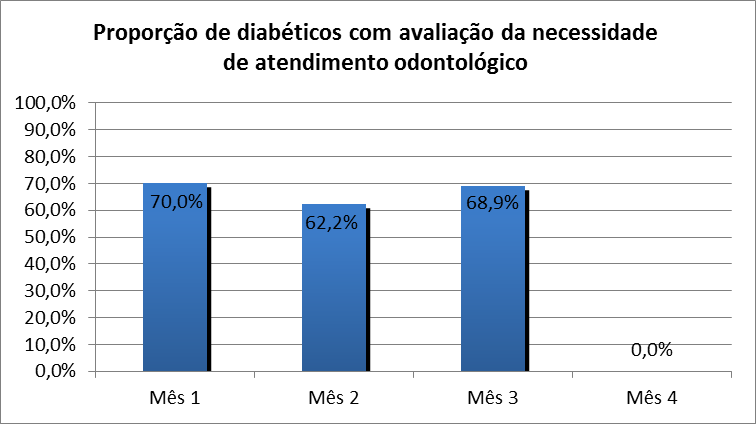 Proporção de diabéticos com avaliação da necessidade
de atendimento odontológico
100,0%
90,0%
80,0%
70,0%
60,0%
50,0%
40,0%
30,0%
20,0%
10,0%
0,0%
70,0%
62,2%
68,9%
0,0%
Mês 1
Mês 2
Mês 3
Mês 4